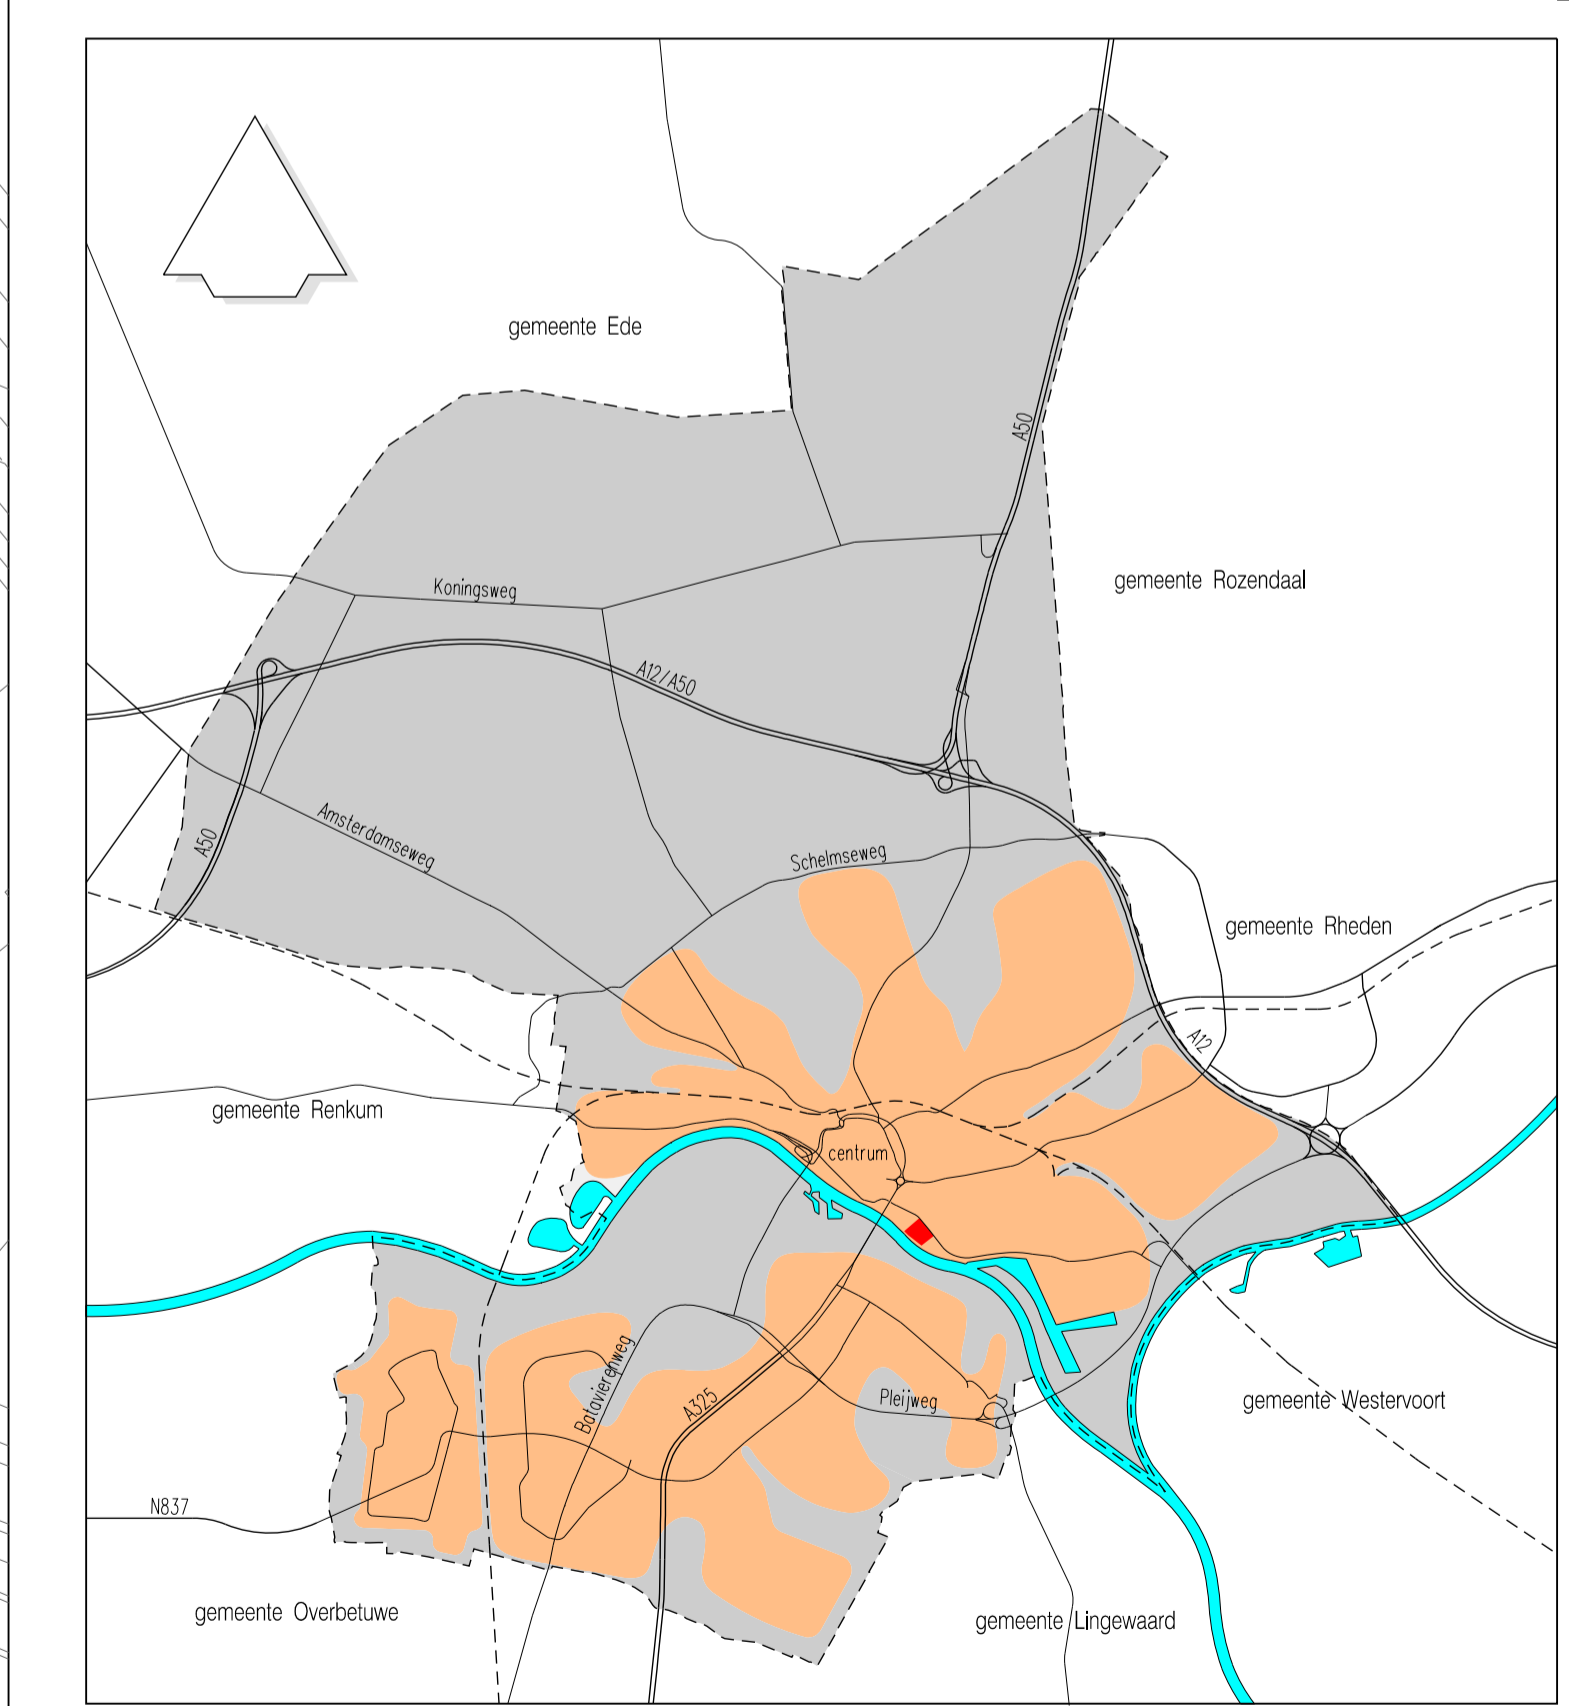 gemeente Ede
A50
gemeente Rozendaal
Koningsweg
A12/A50
A50
Amsterdamseweg
Schelmseweg
gemeente Rheden
A12
gemeente Renkum
centrum
Batavierenweg
A325
Pleijweg
gemeente Westervoort
N837
gemeente Overbetuwe
gemeente Lingewaard